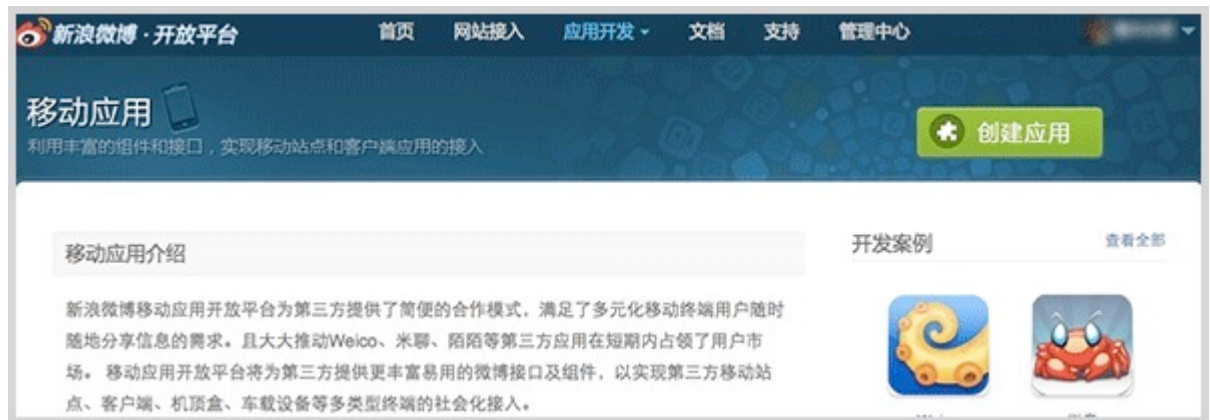 新浪微博·开放平台 首页 网站接入 应用开发 文档 支持 管理中心
移动应用
利用丰富的组件和接口，实现移动站点和客户端应用的接入
创建应用
移动应用介绍
新浪微博移动应用开放平台为第三方提供了简便的合作模式，满足了多元化移动终端用户随时
随地分享信息的需求。且大大推动Weico、米聊、陌陌等第三方应用在短期内占领了用户市
场。 移动应用开放平台将为第三方提供更丰富易用的微博接口及组件，以实现第三方移动站
点、客户端、机顶盒、车载设备等多类型终端的社会化接入。
开发案例 查看全部